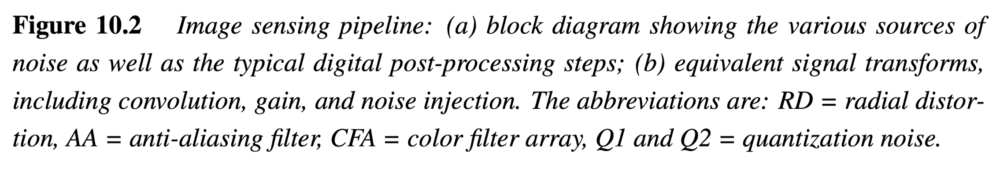 Figure 10.2 Image sensing pipeline: (a) block diagram showing the various sources of
noise as well as the typical digital post-processing steps; (b) equivalent signal transforms,
including convolution, gain, and noise injection. The abbreviations are: RD = radial distor-
tion, AA = anti-aliasing filter, CFA = color filter array, Q1 and Q2 = quantization noise.